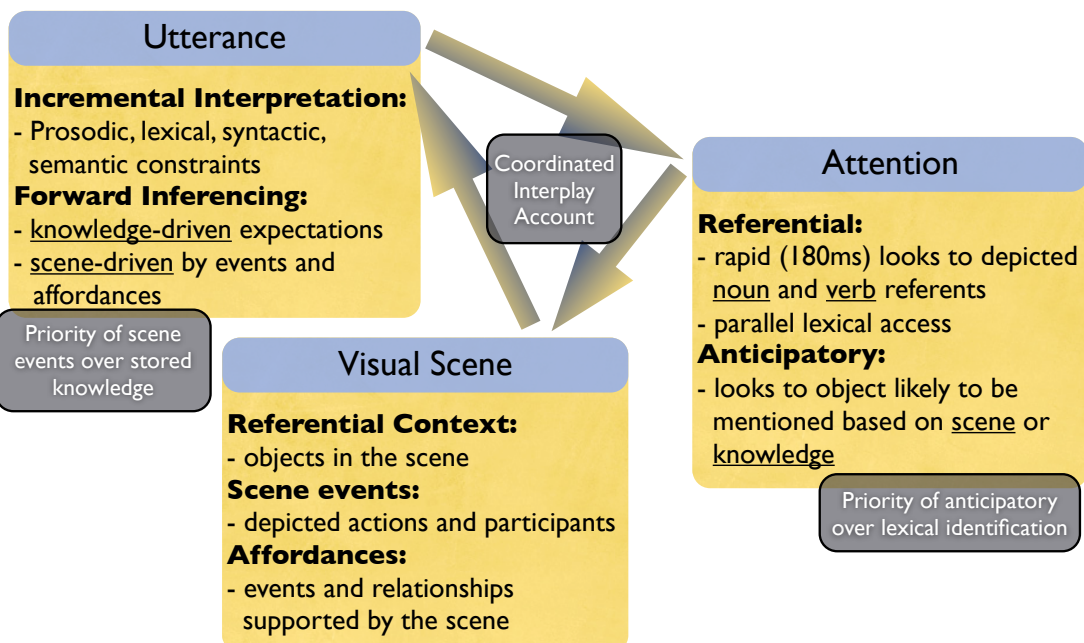 Utterance
Incremental Interpretation:
- Prosodic, lexical, syntactic,
semantic constraints
Forward Inferencing:
- knowledge-driven expectations
- scene-driven by events and
affordances
Priority of scene
events over stored
knowledge
Coordinated
Interplay
Account
Attention
Referential:
- rapid (180ms) looks to depicted
noun and verb referents
- parallel lexical access
Anticipatory:
- looks to object likely to be
mentioned based on scene or
knowledge
Priority of anticipatory
over lexical identification
Visual Scene
Referential Context:
- objects in the scene
Scene events:
- depicted actions and participants
Affordances:
- events and relationships
supported by the scene